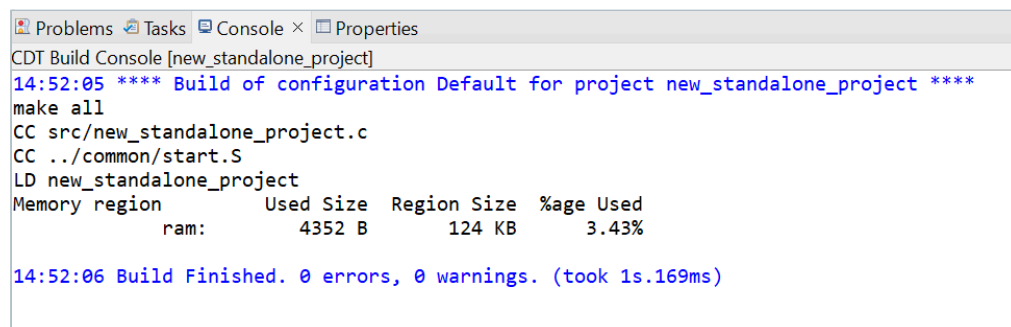 Problems Tasks Console × Properties
CDT Build Console [new_standalone_project]
14:52:05 **** Build of configuration Default for project new_standalone_project ****
make all
CC src/new_standalone_project.c
CC ../common/start.S
LD new_standalone_project
Memory region         Used Size  Region Size  %age Used
             ram:        4352 B       124 KB      3.43%
14:52:06 Build Finished. 0 errors, 0 warnings. (took 1s.169ms)